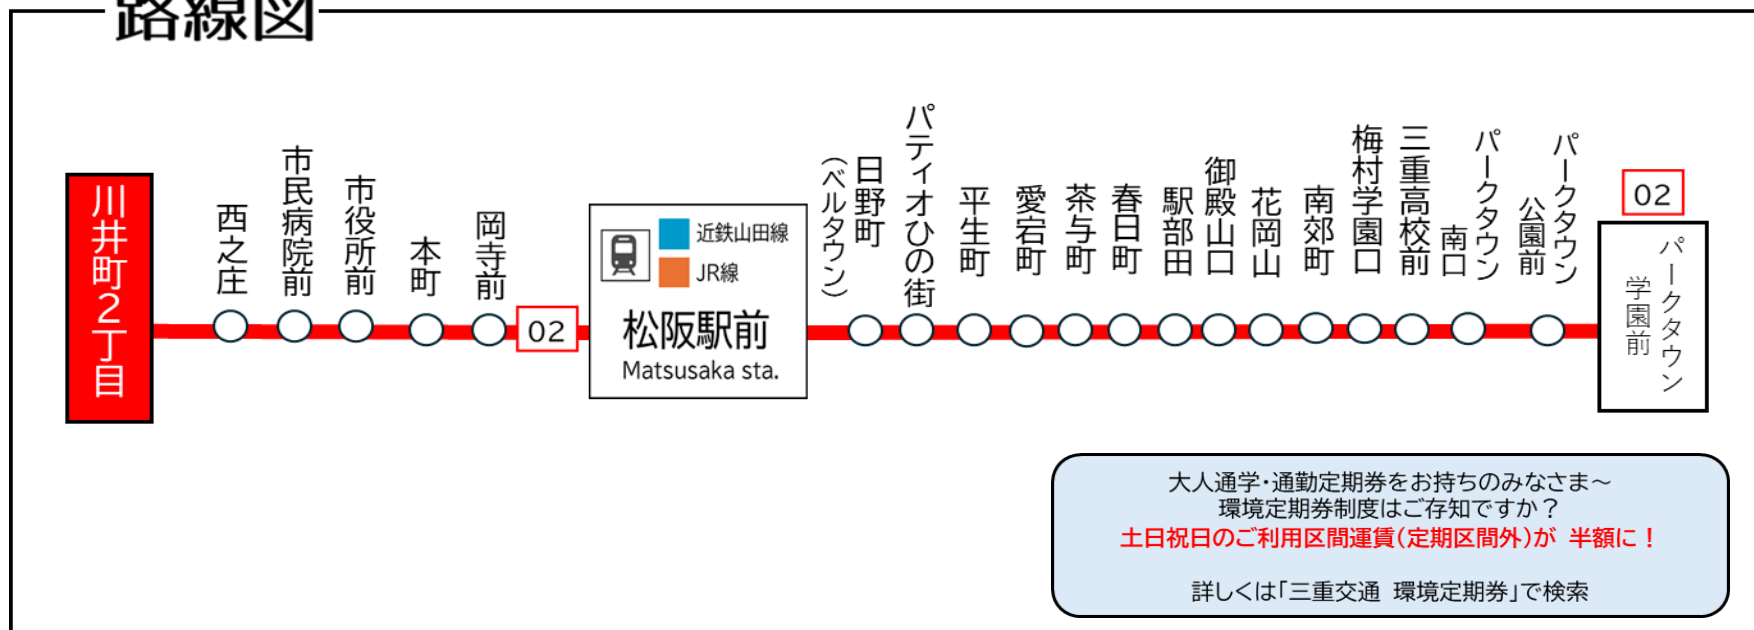 路線図
川井町2丁目
西之庄
市民病院前
市役所前
本町
岡寺前
02
近鉄山田線
JR線
松阪駅前
Matsusaka sta.
日野町
(ベルタウン)
パティオひの街
平生町
愛宕町
茶与町
春日町
駅部田
御殿山口
花岡山
南郊町
梅村学園口
三重高校前
パークタウン
南口
パークタウン
公園前
02
パークタウン
学園前
大人通学・通勤定期券をお持ちのみなさま～
環境定期券制度はご存知ですか？
土日祝日のご利用区間運賃(定期区間外)が 半額に！
詳しくは「三重交通 環境定期券」で検索